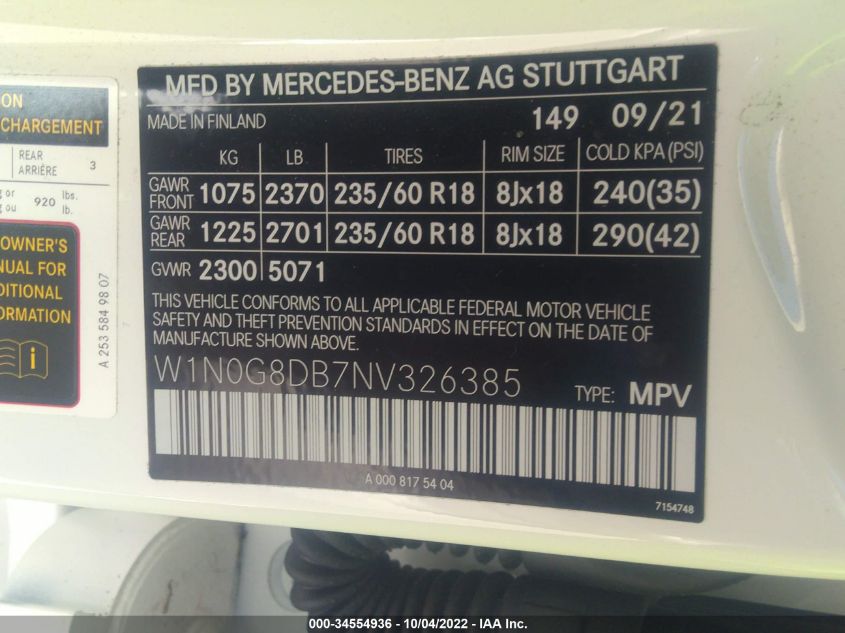 ON
CHARGEMENT
REAR
ARRIÈRE 3
or 920 lbs.
ou lb.
OWNER'S
FOR
A 253 584 98 07
MFD BY MERCEDES-BENZ AG STUTTGART
MADE IN FINLAND 149 09/21
KG LB TIRES RIM SIZE COLD KPA (PSI)
GAWR FRONT 1075 2370 235/60 R18 8Jx18 240(35)
GAWR REAR 1225 2701 235/60 R18 8Jx18 290(42)
GVWR 2300 5071
THIS VEHICLE CONFORMS TO ALL APPLICABLE FEDERAL MOTOR VEHICLE
SAFETY AND THEFT PREVENTION STANDARDS IN EFFECT ON THE DATE OF
MANUFACTURE SHOWN ABOVE.
W1N0G8DB7NV326385 TYPE: MPV
A 000 817 54 04
7154748
000-34554936 - 10/04/2022 - IAA Inc.